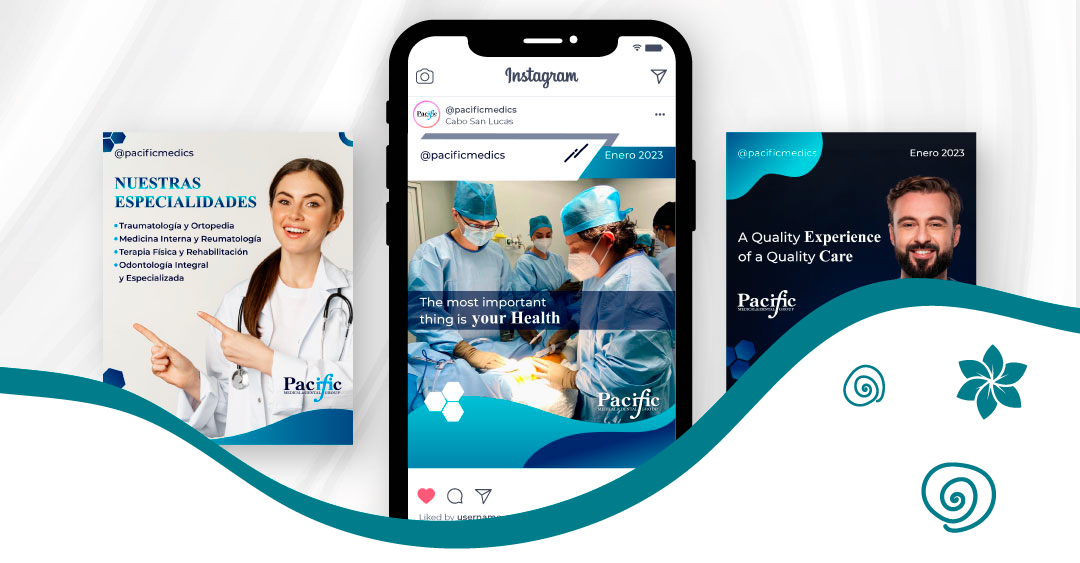 @pacificmedics
NUESTRAS
ESPECIALIDADES
•Traumatología y Ortopedia
•Medicina Interna y Reumatología
•Terapia Física y Rehabilitación
•Odontología Integral
y Especializada
Pacific
MEDICAL & DENTAL GROUP
Instagram
Pacific
@pacificmedics
Cabo San Lucas
@pacificmedics
Enero 2023
The most important
thing is your Health
Pacific
MEDICAL & DENTAL GROUP
Liked by username
@pacificmedics
Enero 2023
A Quality Experience
of a Quality Care
Pacific
MEDICAL & DENTAL GROUP